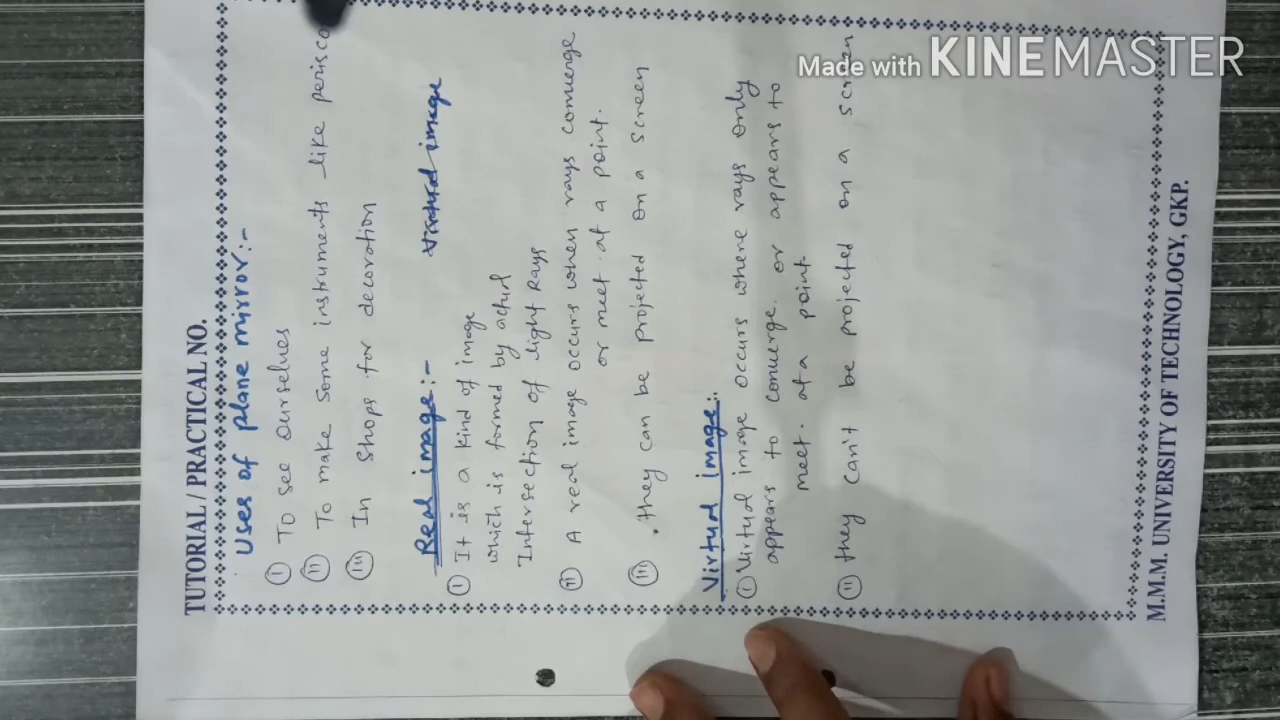 Made with KINEMASTER
TUTORIAL / PRACTICAL NO.
Uses of plane mirror:-
(i) To see ourselves
(ii) To make some instruments like perisco
(iii) In shops for decoration
Real image:- Virtual image
(i) It is a kind of image
which is formed by actual
Intersection of light Rays
(ii) A real image occurs when rays converge
or meet at a point.
(iii) they can be projected on a screen
Virtual image:-
(i) Virtual image occurs where rays only
appears to converge or appears to
meet at a point.
(ii) they can't be projected on a screen
M.M.M. UNIVERSITY OF TECHNOLOGY, GKP.